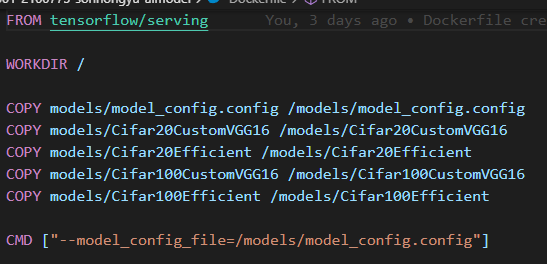 Dockerfile FROM
FROM tensorflow/serving You, 3 days ago • Dockerfile cre
WORKDIR /
COPY models/model_config.config /models/model_config.config
COPY models/Cifar20CustomVGG16 /models/Cifar20CustomVGG16
COPY models/Cifar20Efficient /models/Cifar20Efficient
COPY models/Cifar100CustomVGG16 /models/Cifar100CustomVGG16
COPY models/Cifar100Efficient /models/Cifar100Efficient
CMD ["--model_config_file=/models/model_config.config"]